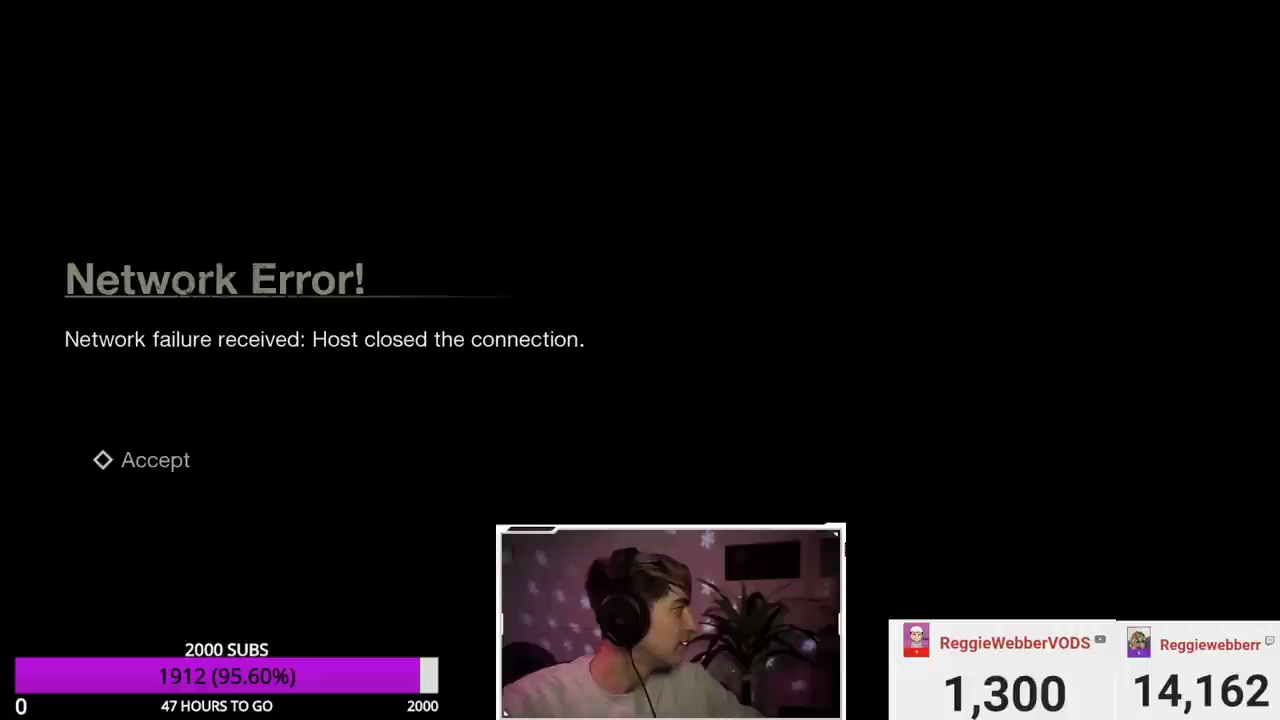 Network Error!
Network failure received: Host closed the connection.
Accept
2000 SUBS
1912 (95.60%)
0
47 HOURS TO GO
2000
ReggieWebberVODS
1,300
Reggiewebberr
14,162